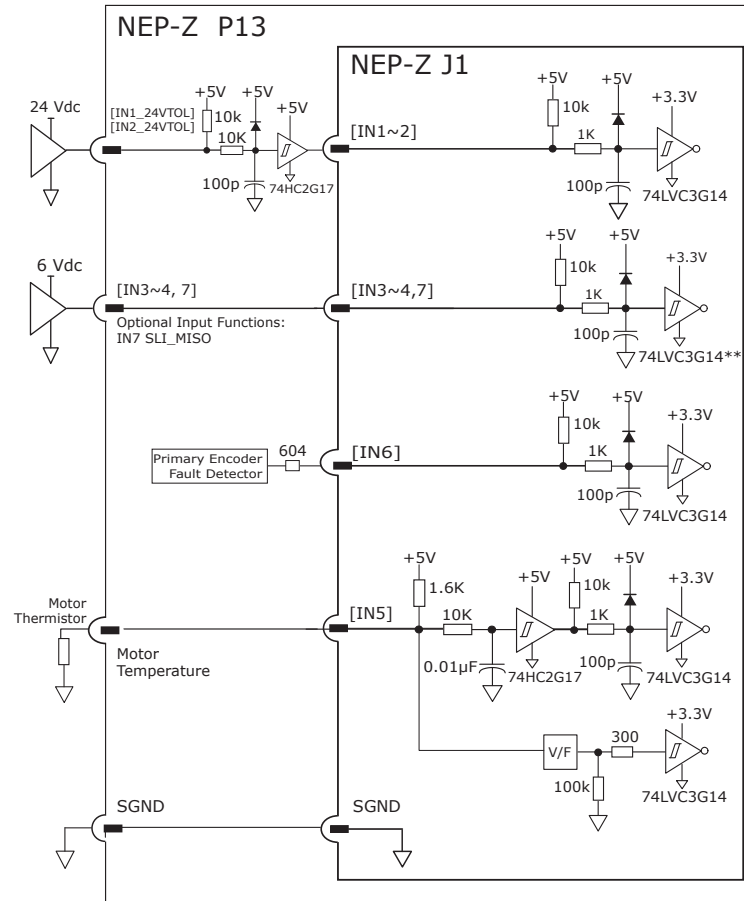 NEP-Z P13
NEP-Z J1
24 Vdc
[IN1_24VTOL]
[IN2_24VTOL]
+5V
10k
+5V
10K
+5V
100p
74HC2G17
[IN1~2]
+5V
10k
+5V
1K
+3.3V
100p
74LVC3G14
6 Vdc
[IN3~4, 7]
Optional Input Functions:
IN7 SLI_MISO
[IN3~4,7]
+5V
10k
+5V
1K
+3.3V
100p
74LVC3G14**
Primary Encoder
Fault Detector
604
[IN6]
+5V
10k
+5V
1K
+3.3V
100p
74LVC3G14
Motor
Thermistor
Motor
Temperature
[IN5]
+5V
1.6K
10K
0.01µF
+5V
74HC2G17
+5V
10k
+5V
1K
+3.3V
100p
74LVC3G14
V/F
300
100k
+3.3V
74LVC3G14
SGND
SGND